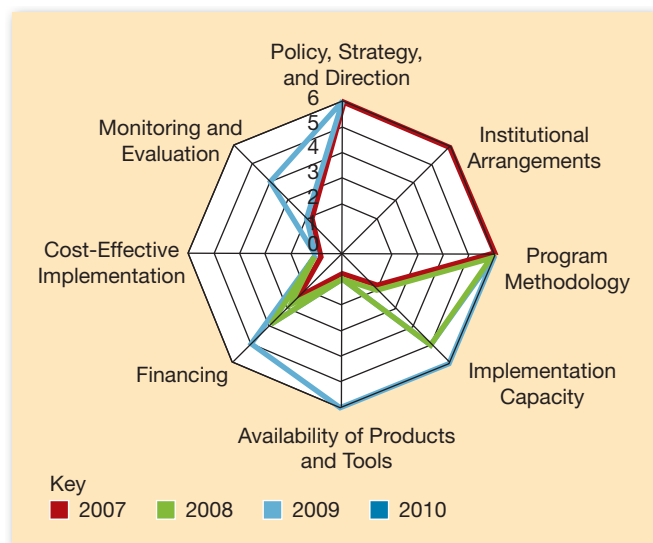 Policy, Strategy,
and Direction
6
5
4
3
2
1
0
Monitoring and
Evaluation
Institutional
Arrangements
Cost-Effective
Implementation
Program
Methodology
Financing
Implementation
Capacity
Availability of Products
and Tools
Key
2007 2008 2009 2010